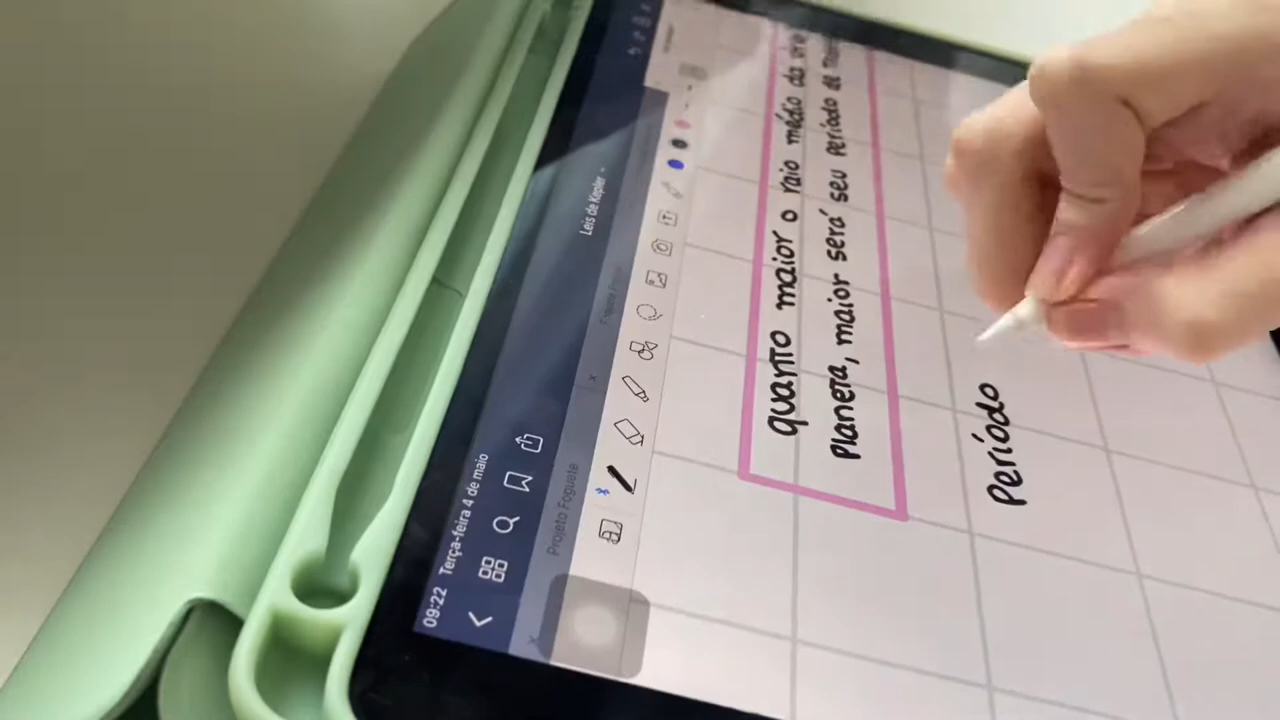 09:22 Terça-feira 4 de maio
Leis de Kepler
Projeto Foguete
quanto maior o raio médio da
Planeta, maior será seu período de
Período